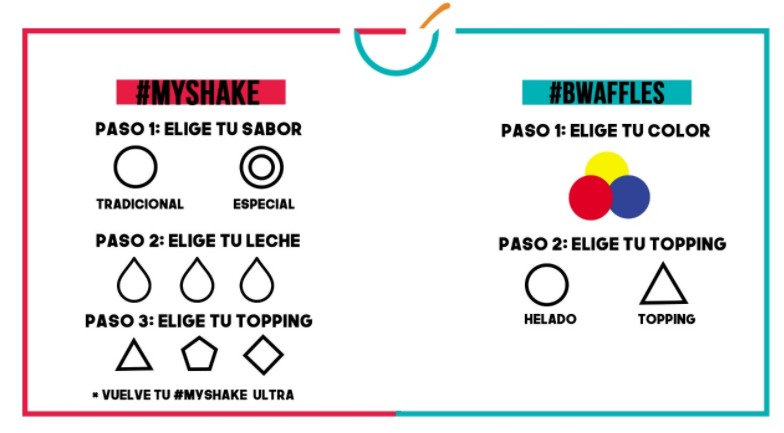 #MYSHAKE
PASO 1: ELIGE TU SABOR
TRADICIONAL
ESPECIAL
PASO 2: ELIGE TU LECHE
PASO 3: ELIGE TU TOPPING
* VUELVE TU #MYSHAKE ULTRA
#BWAFFLES
PASO 1: ELIGE TU COLOR
PASO 2: ELIGE TU TOPPING
HELADO
TOPPING